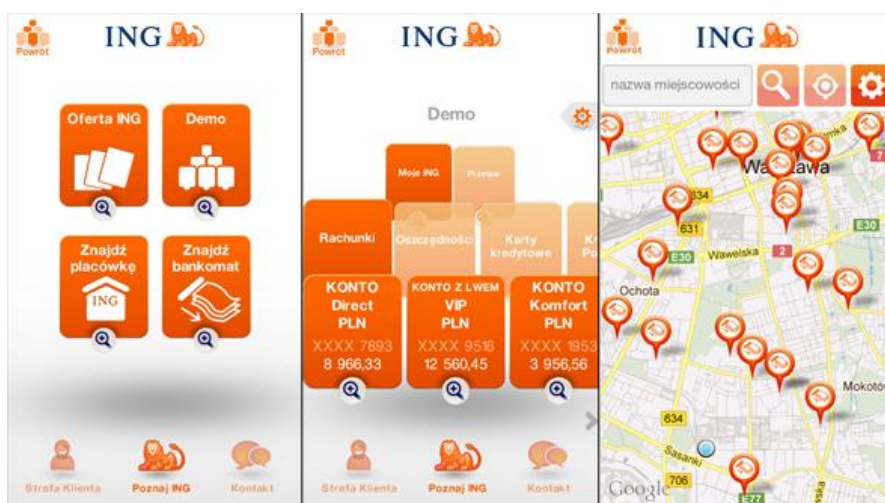 Powrót
ING
Oferta ING
Demo
Znajdź
placówkę
ING
Znajdź
bankomat
Strefa Klienta
Poznaj ING
Kontakt
Powrót
ING
Demo
Moje ING
Przelew
Rachunki
Oszczędności
Karty
kredytowe
K
Po
KONTO
Direct
PLN
XXXX 7893
8 966,33
KONTO Z LWEM
VIP
PLN
XXXX 9516
12 560,45
KONTO
Komfort
PLN
XXXX 1953
3 956,56
Strefa Klienta
Poznaj ING
Kontakt
Powrót
ING
nazwa miejscowości
7
634
631
E30
Wawelska
2
E30
Ochota
Mokotów
634
Sasanki
706
Google
E77